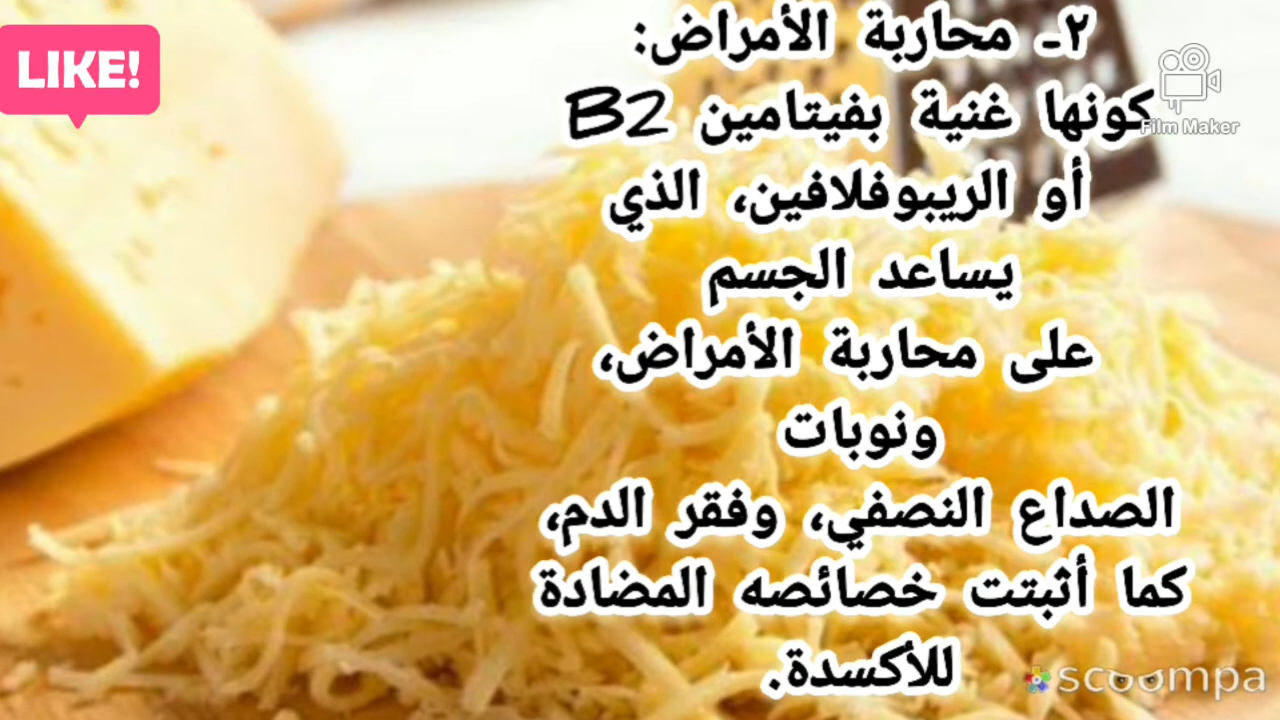 ٢ـ محاربة الأمراض:
كونها غنية بفيتامين B2
أو الريبوفلافين، الذي
يساعد الجسم
على محاربة الأمراض،
ونوبات
الصداع النصفي، وفقر الدم،
كما أثبتت خصائصه المضادة
للأكسدة.
LIKE!
Film Maker
scoompa